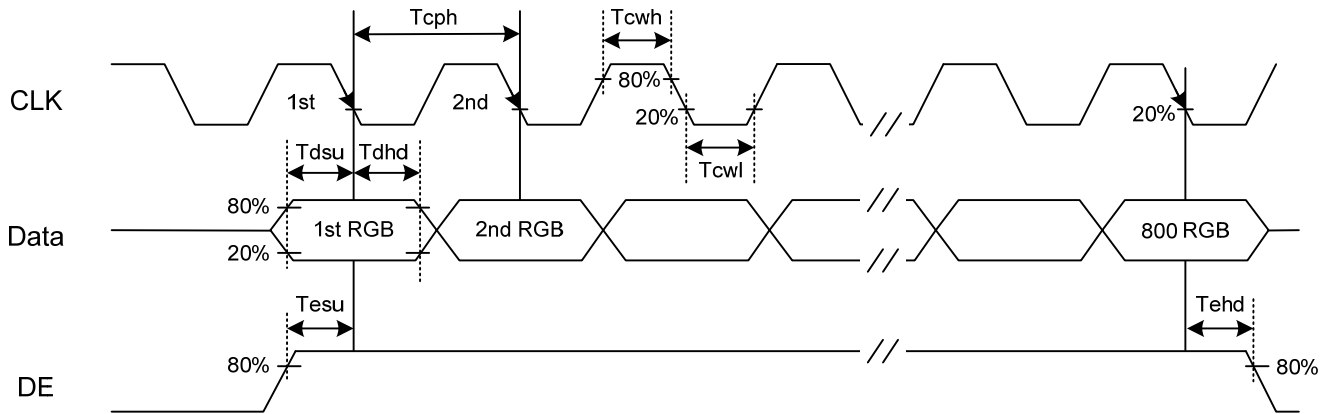 Tcph
Tcwh
CLK
1st
2nd
80%
20%
20%
Tdsu
Tdhd
Tcwl
Data
80%
1st RGB
2nd RGB
800 RGB
20%
Tesu
Tehd
DE
80%
80%